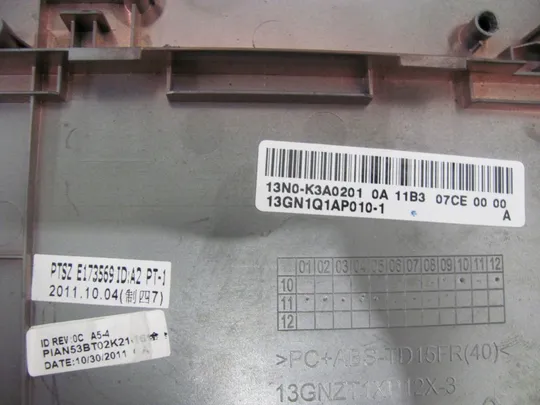 13N0-K3A0201 0A 11B3 07CE 00 00
13GN1Q1AP010-1
A
PTSZ E173569 ID:A2 PT-1
2011.10.04(制四7)
ID REV:0C A5-4
DATE:10/30/2011
01 02 03 04 05 06 07 08 09 10 11 12
10
11
12
>PC+ABS-TD15FR(40)<